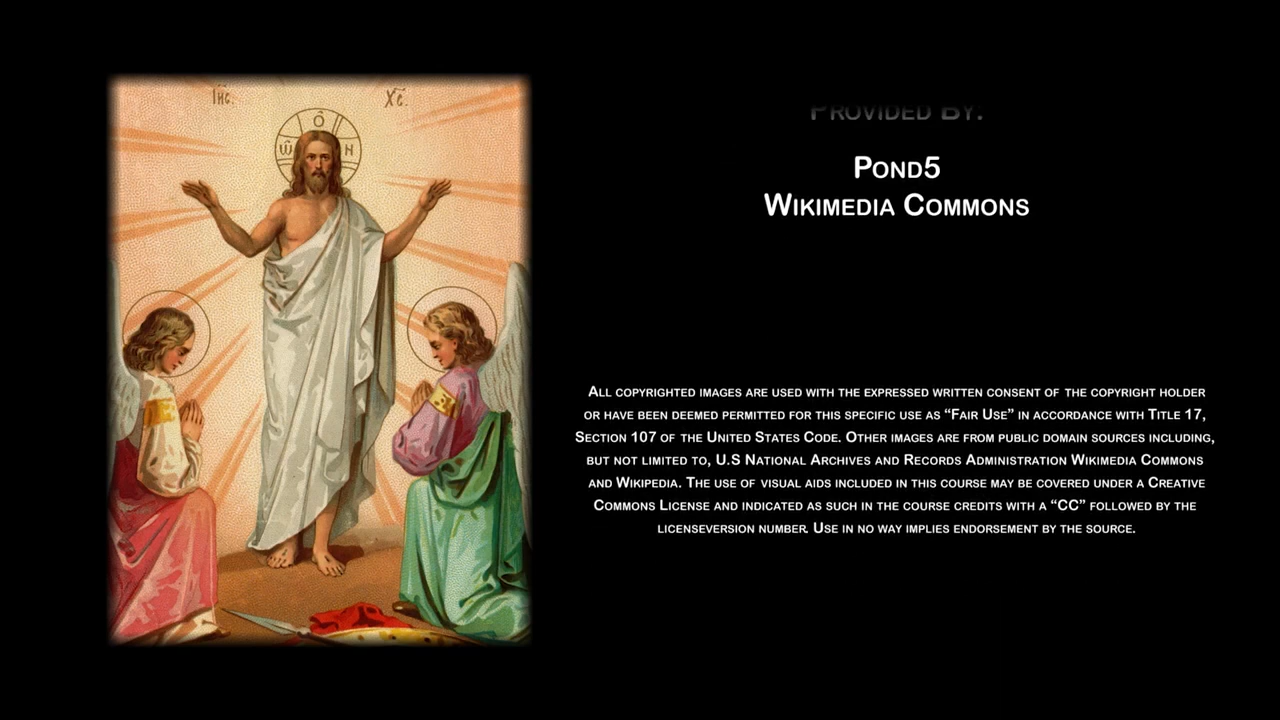 Іис. Хс.
Ѽ О Н
PROVIDED BY:
POND5
WIKIMEDIA COMMONS
ALL COPYRIGHTED IMAGES ARE USED WITH THE EXPRESSED WRITTEN CONSENT OF THE COPYRIGHT HOLDER
OR HAVE BEEN DEEMED PERMITTED FOR THIS SPECIFIC USE AS “FAIR USE” IN ACCORDANCE WITH TITLE 17,
SECTION 107 OF THE UNITED STATES CODE. OTHER IMAGES ARE FROM PUBLIC DOMAIN SOURCES INCLUDING,
BUT NOT LIMITED TO, U.S NATIONAL ARCHIVES AND RECORDS ADMINISTRATION WIKIMEDIA COMMONS
AND WIKIPEDIA. THE USE OF VISUAL AIDS INCLUDED IN THIS COURSE MAY BE COVERED UNDER A CREATIVE
COMMONS LICENSE AND INDICATED AS SUCH IN THE COURSE CREDITS WITH A “CC” FOLLOWED BY THE
LICENSEVERSION NUMBER. USE IN NO WAY IMPLIES ENDORSEMENT BY THE SOURCE.